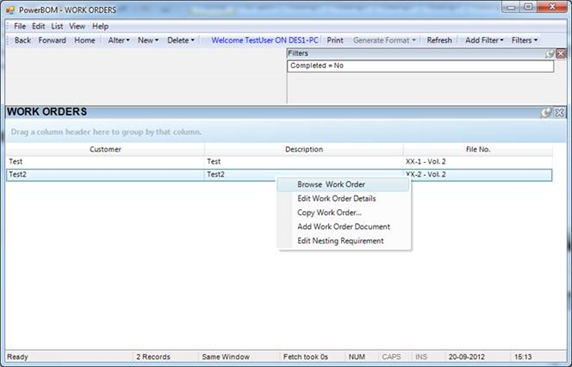 PowerBOM - WORK ORDERS
File Edit List View Help
Back Forward Home Alter New Delete Welcome TestUser ON DES1-PC Print Generate Format Refresh Add Filter Filters
Filters
Completed = No
WORK ORDERS
Drag a column header here to group by that column.
Customer Description File No.
Test Test XX-1 - Vol. 2
Test2 Test2 XX-2 - Vol. 2
Browse Work Order
Edit Work Order Details
Copy Work Order...
Add Work Order Document
Edit Nesting Requirement
Ready 2 Records Same Window Fetch took 0s NUM CAPS INS 20-09-2012 15:13